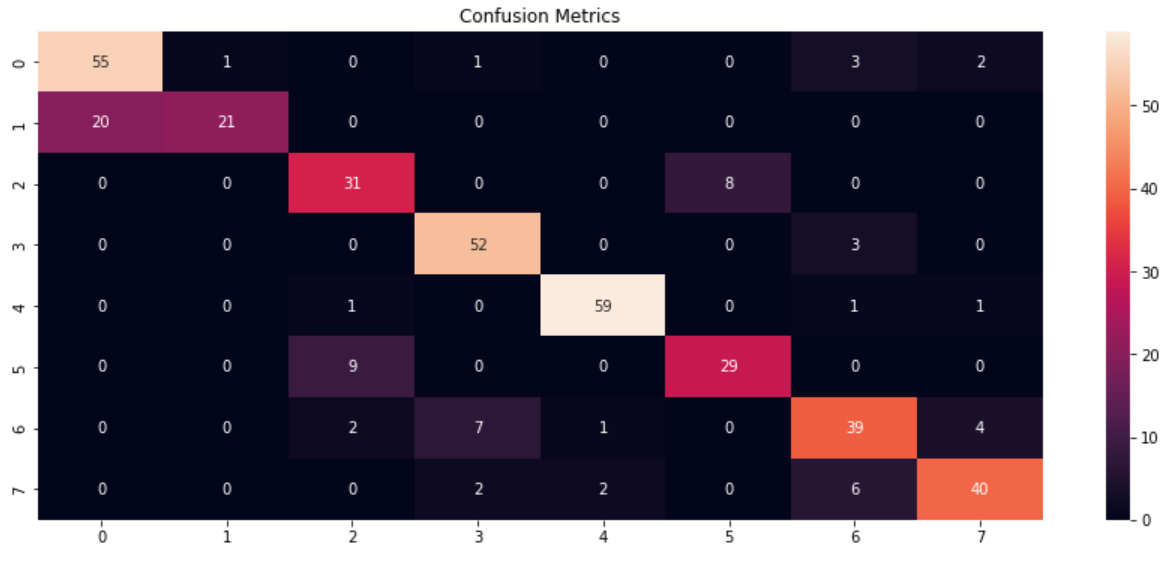 Confusion Metrics
0 55 1 0 1 0 0 3 2
1 20 21 0 0 0 0 0 0
2 0 0 31 0 0 8 0 0
3 0 0 0 52 0 0 3 0
4 0 0 1 0 59 0 1 1
5 0 0 9 0 0 29 0 0
6 0 0 2 7 1 0 39 4
7 0 0 0 2 2 0 6 40
0 1 2 3 4 5 6 7
50
40
30
20
10
0